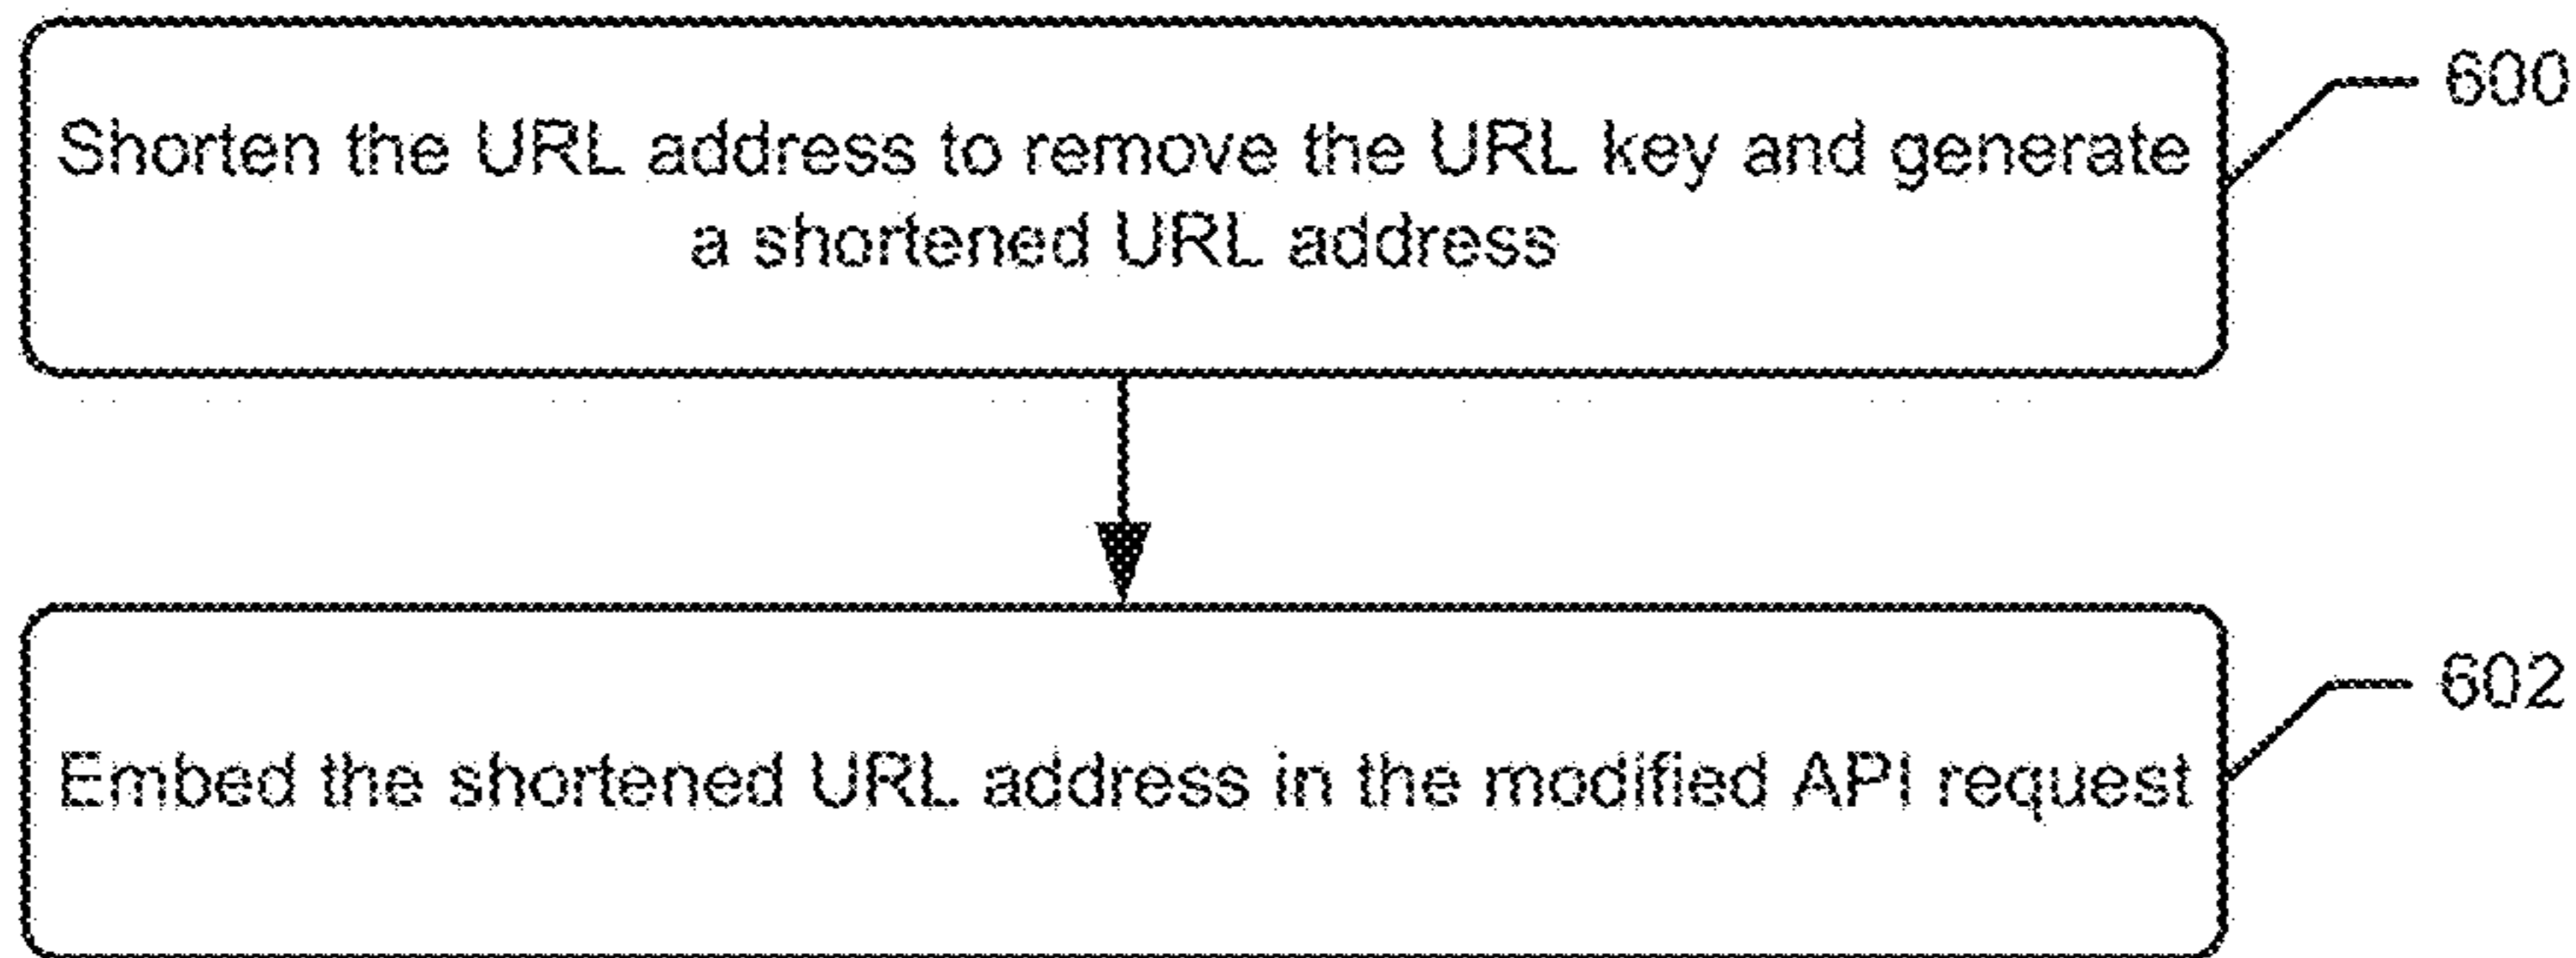 Shorten the URL address to remove the URL key and generate
a shortened URL address
600
Embed the shortened URL address in the modified API request
602